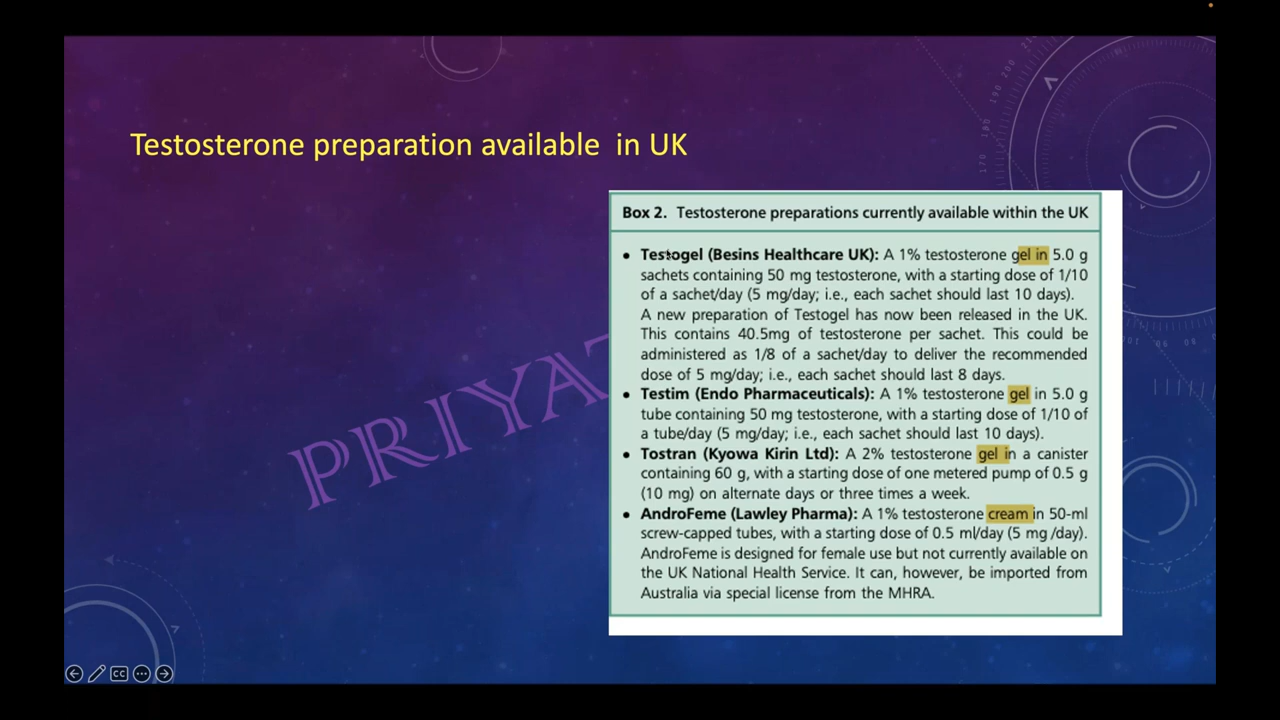 Testosterone preparation available in UK
Box 2. Testosterone preparations currently available within the UK
• Testogel (Besins Healthcare UK): A 1% testosterone gel in 5.0 g
sachets containing 50 mg testosterone, with a starting dose of 1/10
of a sachet/day (5 mg/day; i.e., each sachet should last 10 days).
A new preparation of Testogel has now been released in the UK.
This contains 40.5mg of testosterone per sachet. This could be
administered as 1/8 of a sachet/day to deliver the recommended
dose of 5 mg/day; i.e., each sachet should last 8 days.
• Testim (Endo Pharmaceuticals): A 1% testosterone gel in 5.0 g
tube containing 50 mg testosterone, with a starting dose of 1/10 of
a tube/day (5 mg/day; i.e., each sachet should last 10 days).
• Tostran (Kyowa Kirin Ltd): A 2% testosterone gel in a canister
containing 60 g, with a starting dose of one metered pump of 0.5 g
(10 mg) on alternate days or three times a week.
• AndroFeme (Lawley Pharma): A 1% testosterone cream in 50-ml
screw-capped tubes, with a starting dose of 0.5 ml/day (5 mg /day).
AndroFeme is designed for female use but not currently available on
the UK National Health Service. It can, however, be imported from
Australia via special license from the MHRA.
CC
170